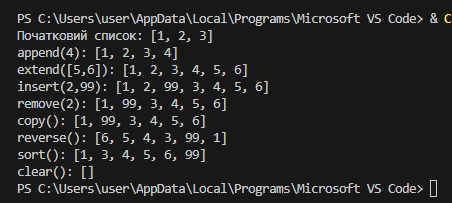 PS C:\Users\user\AppData\Local\Programs\Microsoft VS Code> & C
Початковий список: [1, 2, 3]
append(4): [1, 2, 3, 4]
extend([5,6]): [1, 2, 3, 4, 5, 6]
insert(2,99): [1, 2, 99, 3, 4, 5, 6]
remove(2): [1, 99, 3, 4, 5, 6]
copy(): [1, 99, 3, 4, 5, 6]
reverse(): [6, 5, 4, 3, 99, 1]
sort(): [1, 3, 4, 5, 6, 99]
clear(): []
PS C:\Users\user\AppData\Local\Programs\Microsoft VS Code>